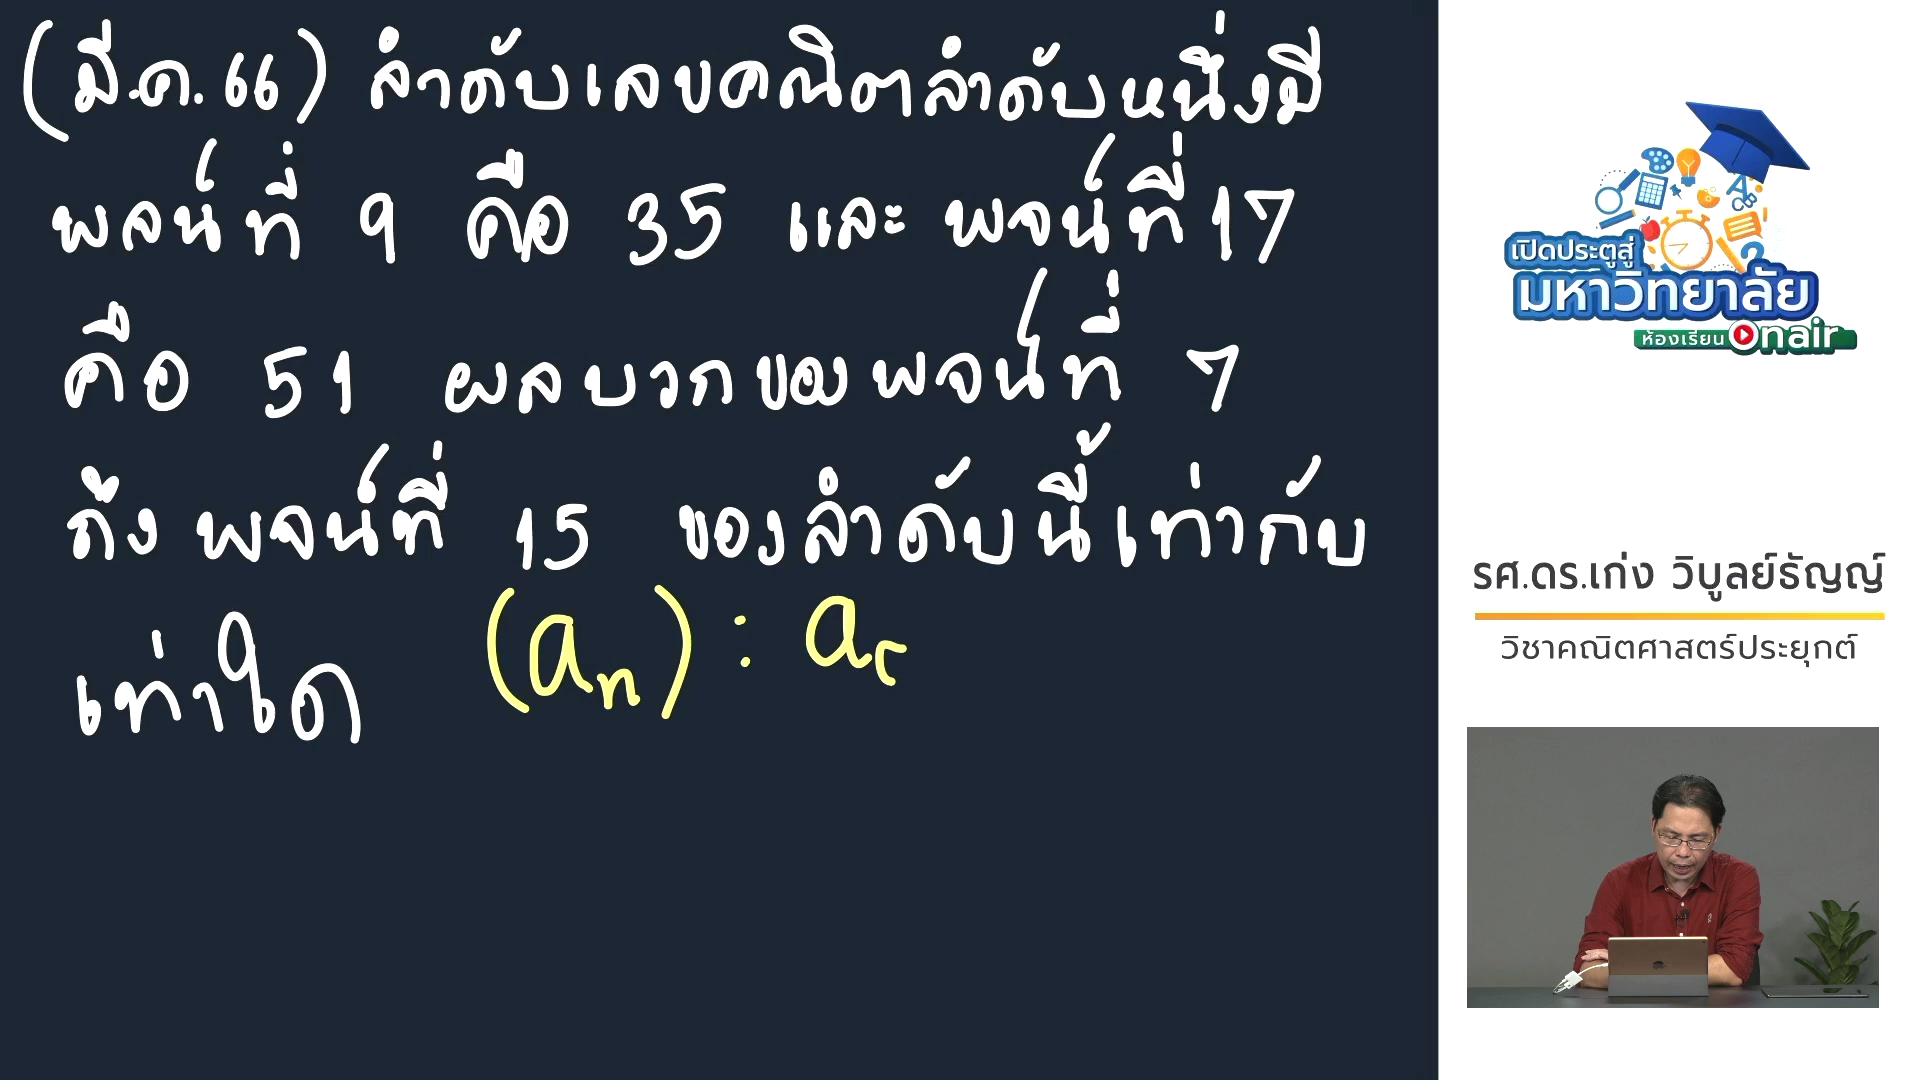 (มี.ค. 66) ลำดับเลขคณิตลำดับหนึ่งมี
พจน์ที่ 9 คือ 35 และ พจน์ที่ 17
คือ 51 ผลบวกของพจน์ที่ 7
ถึงพจน์ที่ 15 ของลำดับนี้เท่ากับ
เท่าใด (aₙ) : a
เปิดประตูสู่
มหาวิทยาลัย
ห้องเรียน Onair
รศ.ดร.เก่ง วิบูลย์ธัญญ์
วิชาคณิตศาสตร์ประยุกต์